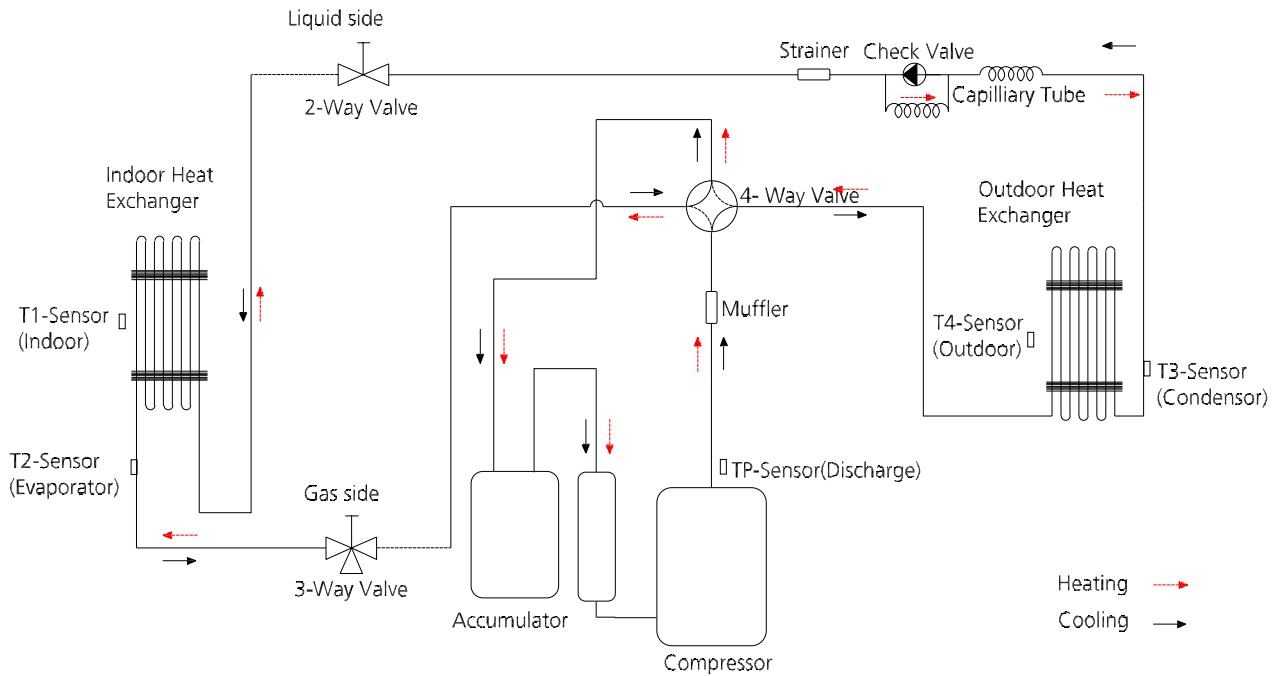 Liquid side
2-Way Valve
Strainer
Check Valve
Capilliary Tube
Indoor Heat
Exchanger
4- Way Valve
Outdoor Heat
Exchanger
T1-Sensor
(Indoor)
Muffler
T4-Sensor
(Outdoor)
T3-Sensor
(Condensor)
T2-Sensor
(Evaporator)
TP-Sensor(Discharge)
Gas side
3-Way Valve
Accumulator
Compressor
Heating
Cooling